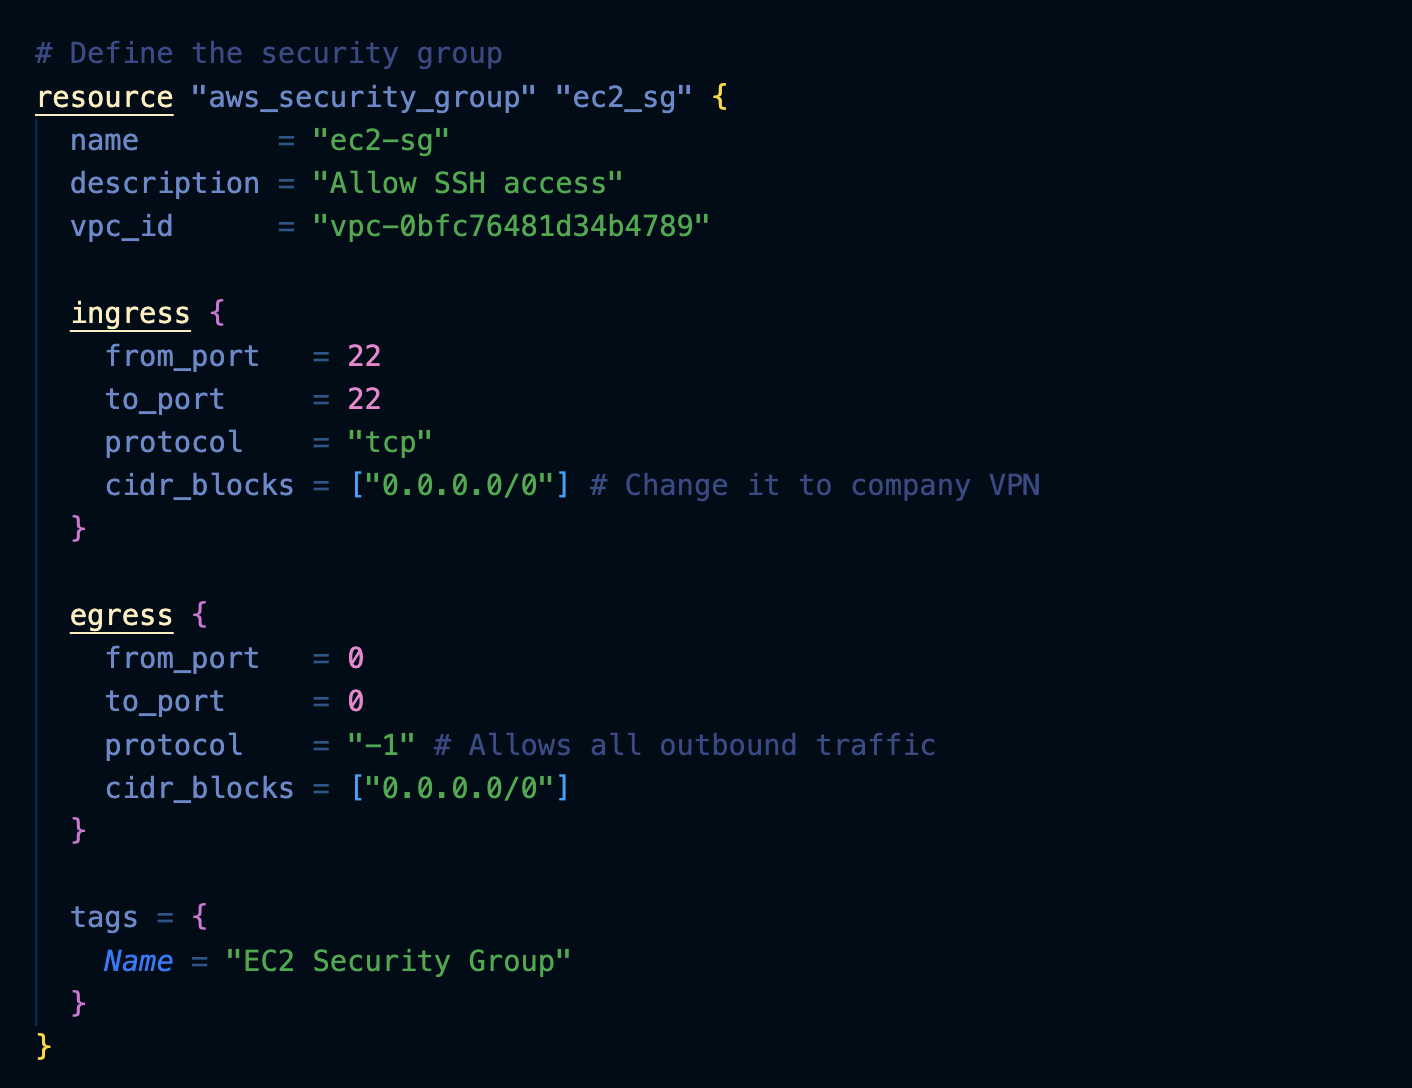 # Define the security group
resource "aws_security_group" "ec2_sg" {
  name        = "ec2-sg"
  description = "Allow SSH access"
  vpc_id      = "vpc-0bfc76481d34b4789"

  ingress {
    from_port   = 22
    to_port     = 22
    protocol    = "tcp"
    cidr_blocks = ["0.0.0.0/0"] # Change it to company VPN
  }

  egress {
    from_port   = 0
    to_port     = 0
    protocol    = "-1" # Allows all outbound traffic
    cidr_blocks = ["0.0.0.0/0"]
  }

  tags = {
    Name = "EC2 Security Group"
  }
}